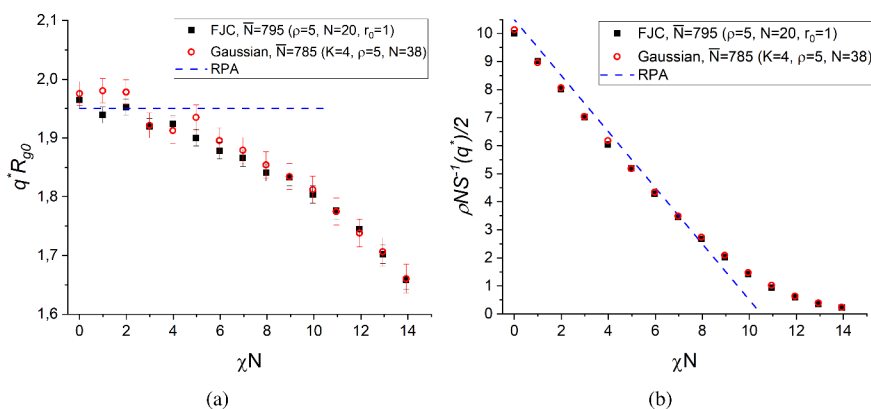 FJC, N̅=795 (ρ=5, N=20, r₀=1)
Gaussian, N̅=785 (K=4, ρ=5, N=38)
RPA
2,1
2,0
1,9
1,8
1,7
1,6
q*R_g0
0 2 4 6 8 10 12 14
χN
(a)
FJC, N̅=795 (ρ=5, N=20, r₀=1)
Gaussian, N̅=785 (K=4, ρ=5, N=38)
RPA
10
9
8
7
6
5
4
3
2
1
0
ρNS⁻¹(q*)/2
0 2 4 6 8 10 12 14
χN
(b)